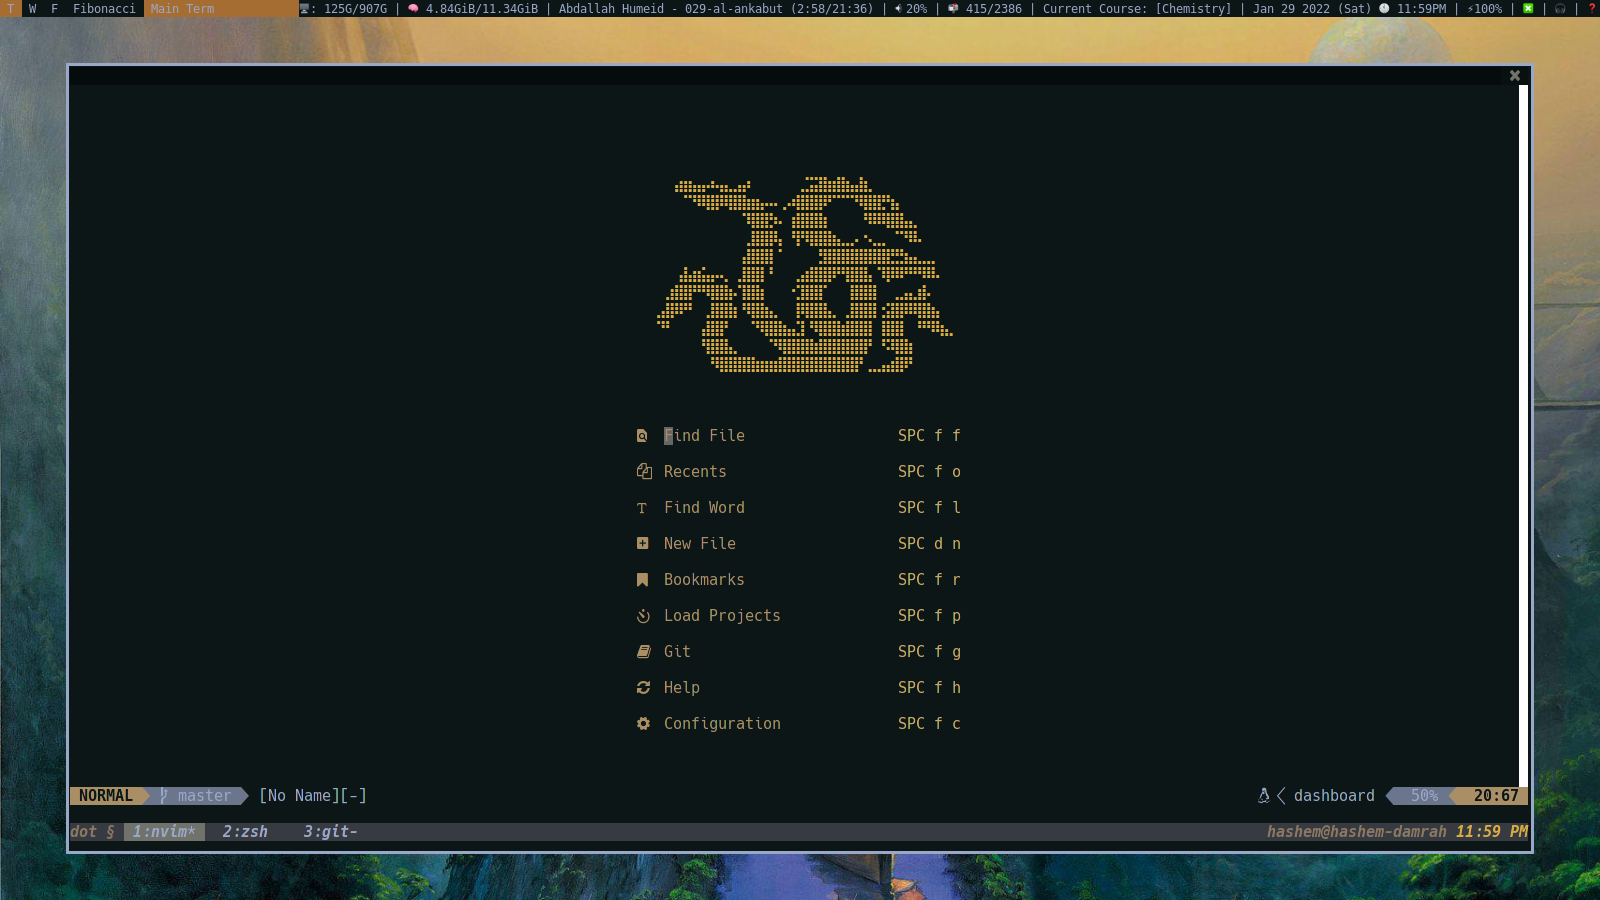 T W F Fibonacci Main Term : 125G/907G | 4.84GiB/11.34GiB | Abdallah Humeid - 029-al-ankabut (2:58/21:36) | 20% | 415/2386 | Current Course: [Chemistry] | Jan 29 2022 (Sat) 11:59PM | ⚡100% | | |
Find File SPC f f
Recents SPC f o
Find Word SPC f l
New File SPC d n
Bookmarks SPC f r
Load Projects SPC f p
Git SPC f g
Help SPC f h
Configuration SPC f c
NORMAL master [No Name][-] dashboard 50% 20:67
dot § 1:nvim* 2:zsh 3:git- hashem@hashem-damrah 11:59 PM